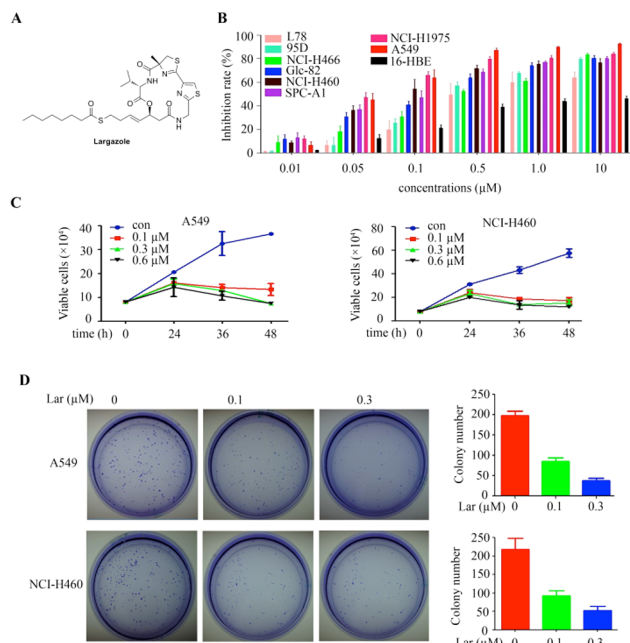 A
Largazole
B
Inhibition rate (%)
100
80
60
40
20
0
L78
95D
NCI-H466
Glc-82
NCI-H460
SPC-A1
NCI-H1975
A549
16-HBE
0.01
0.05
0.1
0.5
1.0
10
concentrations (µM)
C
A549
Viable cells (×10⁴)
40
30
20
10
0
con
0.1 µM
0.3 µM
0.6 µM
time (h)
0
24
36
48
NCI-H460
Viable cells (×10⁴)
80
60
40
20
0
con
0.1 µM
0.3 µM
0.6 µM
time (h)
0
24
36
48
D
Lar (µM)
0
0.1
0.3
A549
NCI-H460
Colony number
250
200
150
100
50
0
Lar (µM)
0
0.1
0.3
Colony number
250
200
150
100
50
0
Lar (µM)
0
0.1
0.3